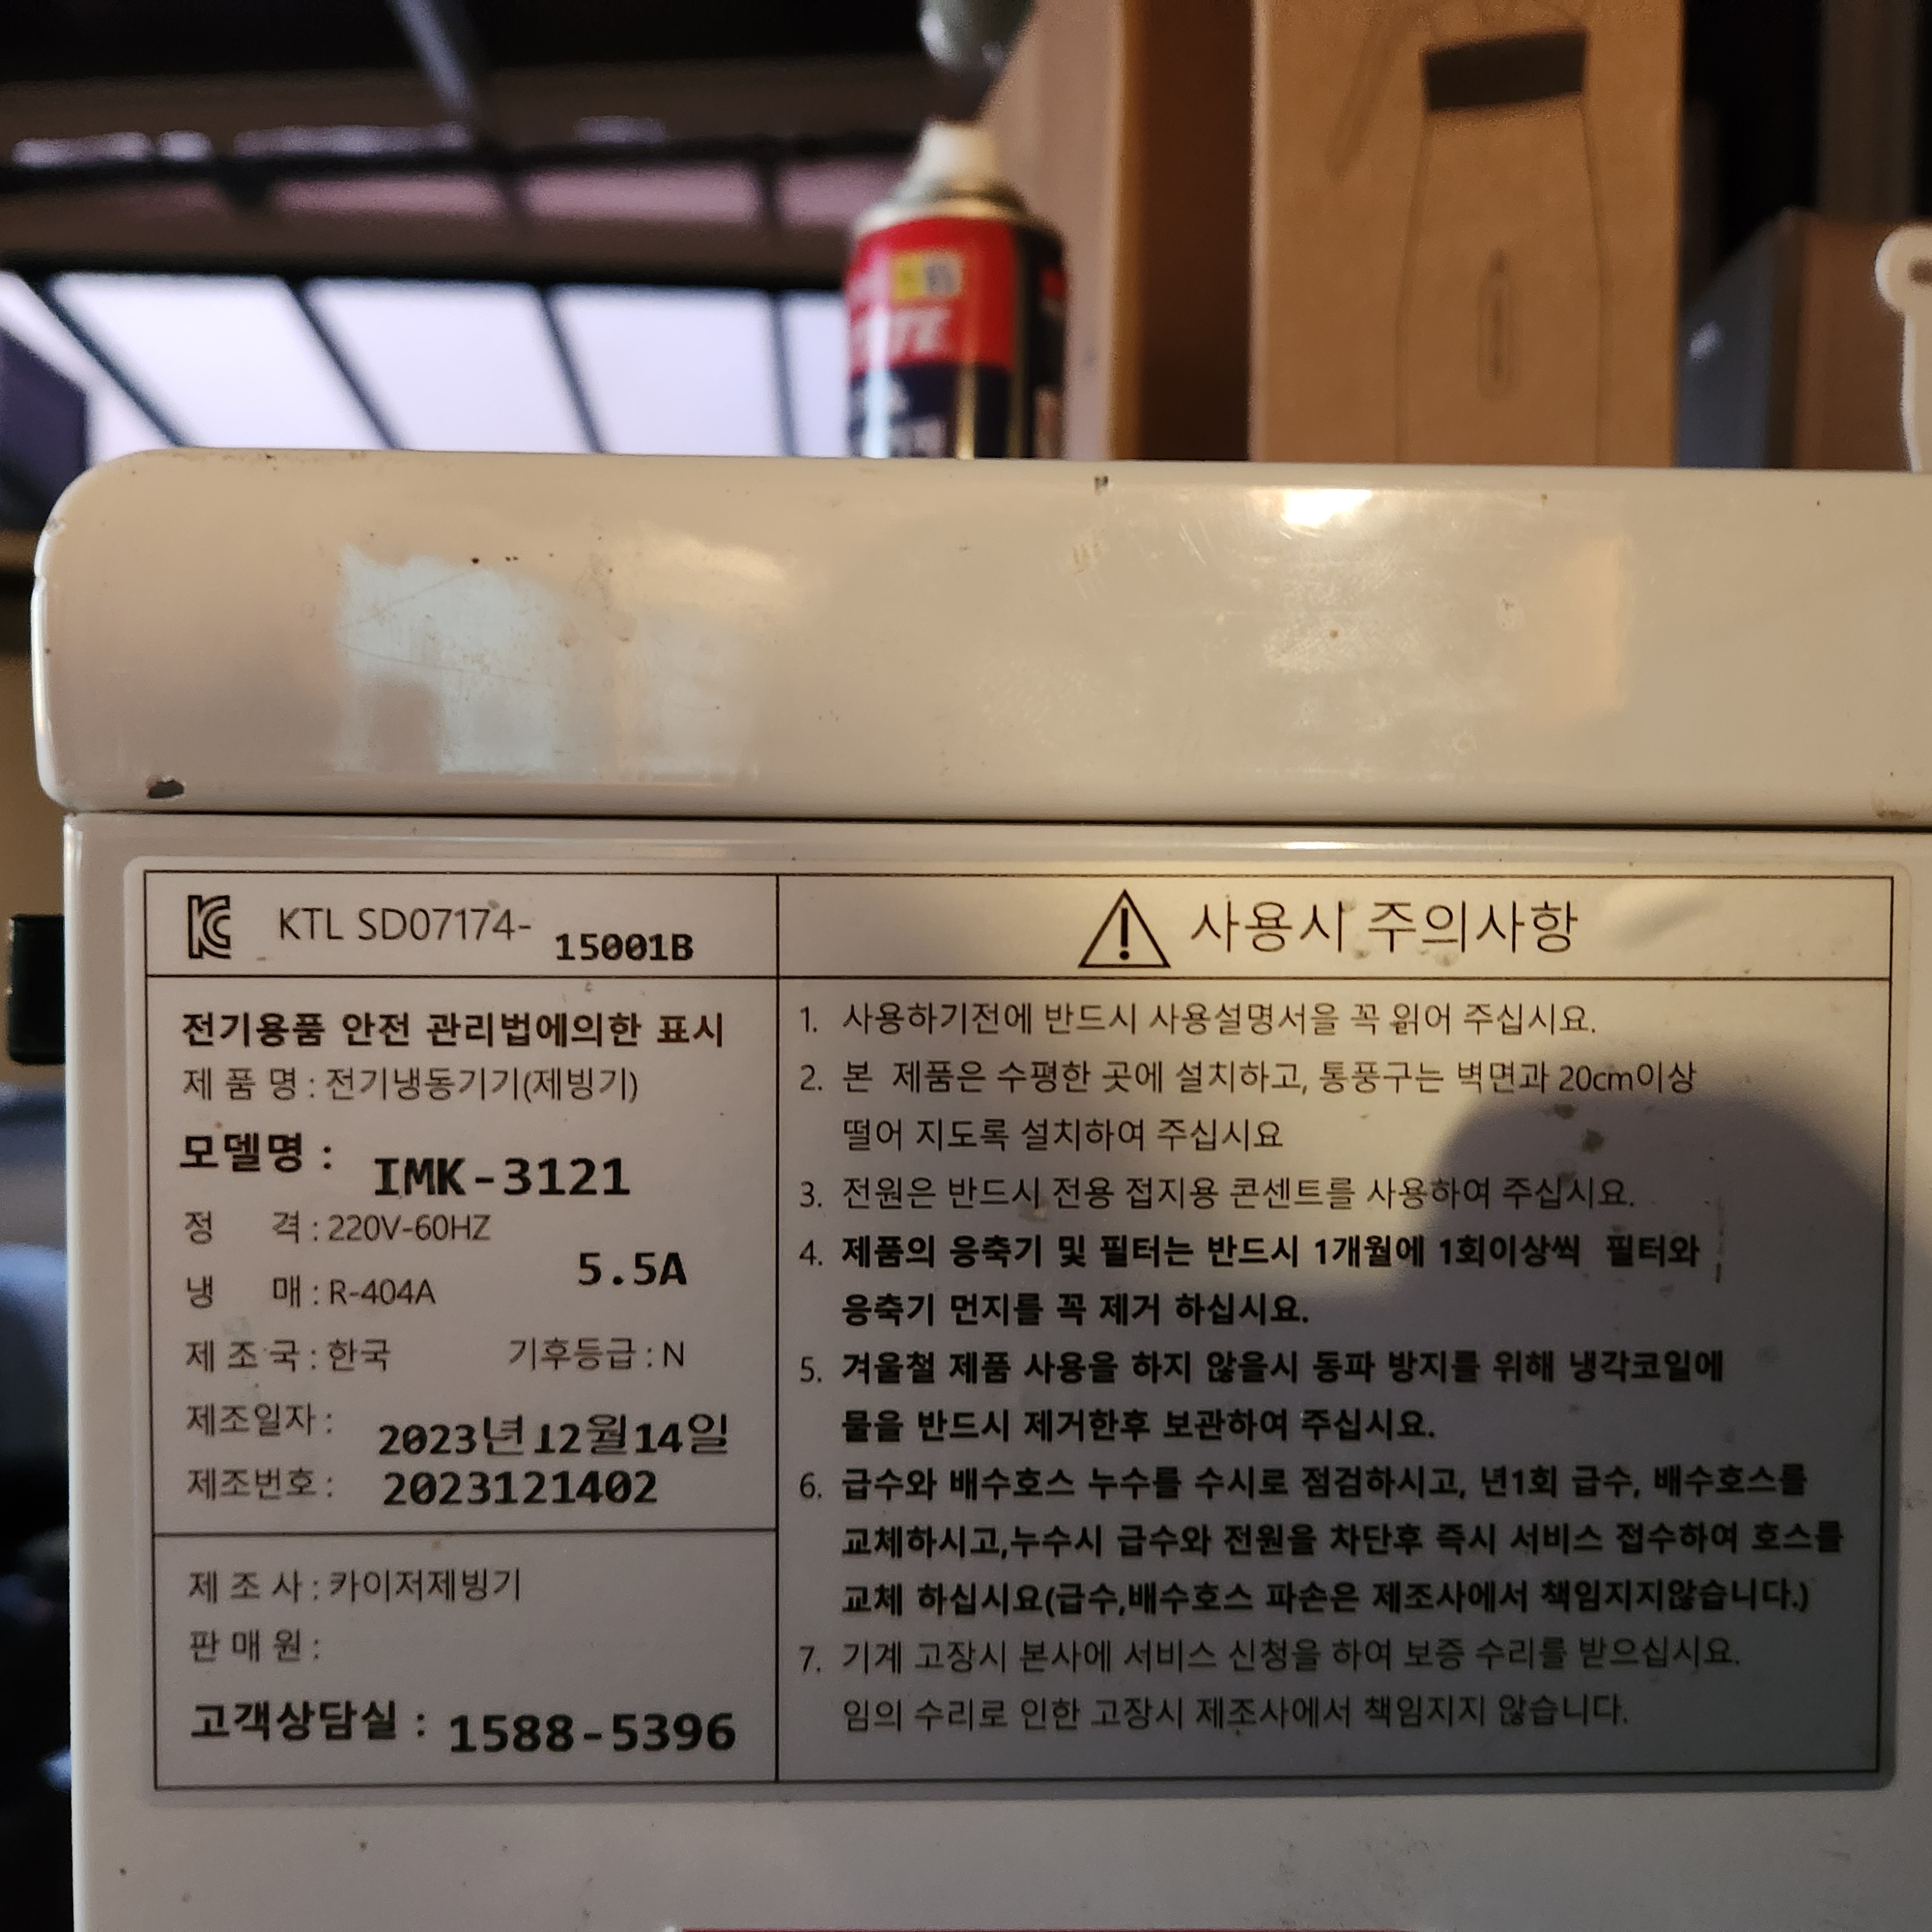 KTL SD07174- 15001B
전기용품 안전 관리법에의한 표시
제 품 명 : 전기냉동기기(제빙기)
모델명 : IMK-3121
정 격 : 220V-60HZ
5.5A
냉 매 : R-404A
제 조 국 : 한국 기후등급 : N
제조일자 : 2023년12월14일
제조번호 : 2023121402
제 조 사 : 카이저제빙기
판 매 원 :
고객상담실 : 1588-5396
사용시 주의사항
1. 사용하기전에 반드시 사용설명서을 꼭 읽어 주십시요.
2. 본 제품은 수평한 곳에 설치하고, 통풍구는 벽면과 20cm이상
떨어 지도록 설치하여 주십시요
3. 전원은 반드시 전용 접지용 콘센트를 사용하여 주십시요.
4. 제품의 응축기 및 필터는 반드시 1개월에 1회이상씩 필터와
응축기 먼지를 꼭 제거 하십시요.
5. 겨울철 제품 사용을 하지 않을시 동파 방지를 위해 냉각코일에
물을 반드시 제거한후 보관하여 주십시요.
6. 급수와 배수호스 누수를 수시로 점검하시고, 년1회 급수, 배수호스를
교체하시고,누수시 급수와 전원을 차단후 즉시 서비스 접수하여 호스를
교체 하십시요(급수,배수호스 파손은 제조사에서 책임지지않습니다.)
7. 기계 고장시 본사에 서비스 신청을 하여 보증 수리를 받으십시요.
임의 수리로 인한 고장시 제조사에서 책임지지 않습니다.